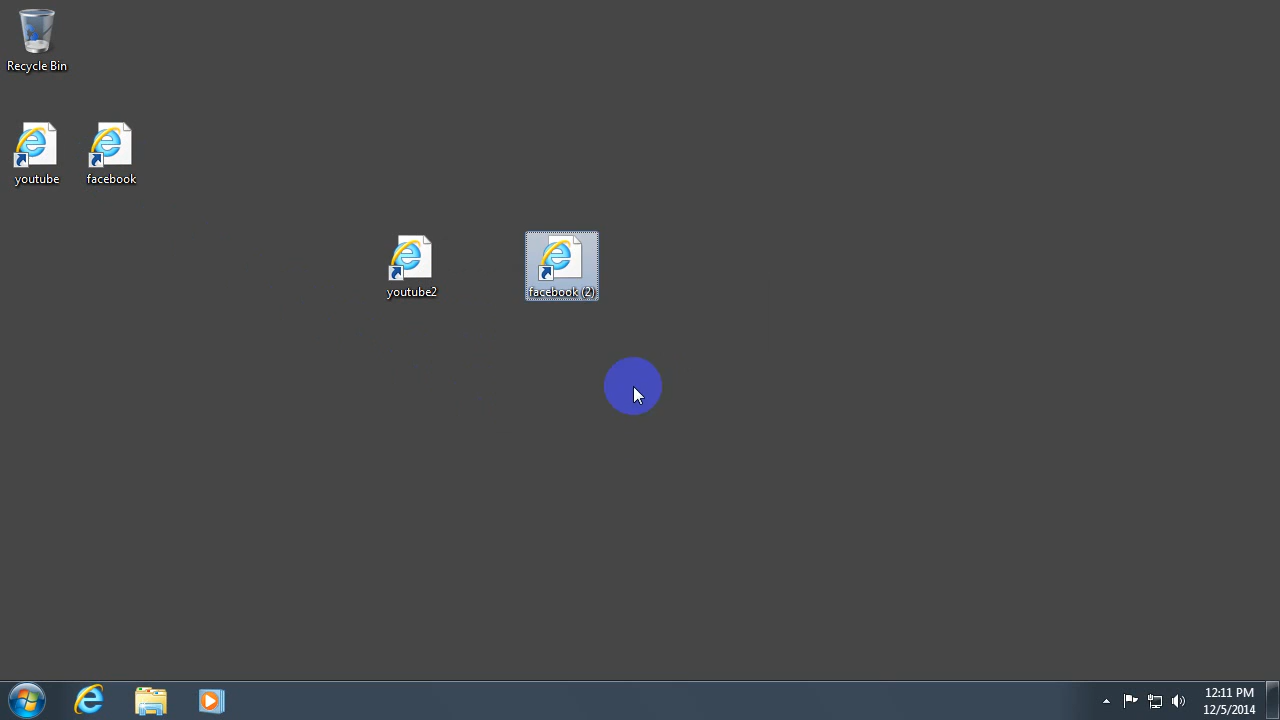 Recycle Bin
youtube
facebook
youtube2
facebook (2)
12:11 PM
12/5/2014